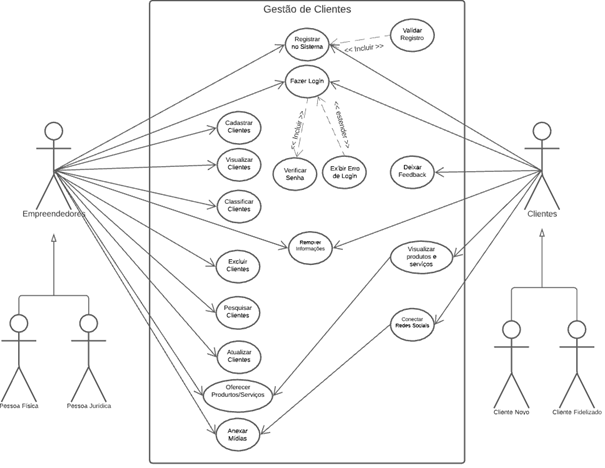 Gestão de Clientes
Registrar
no Sistema
Validar
Registro
<< Incluir >>
Fazer Login
<< Incluir >>
<< estender >>
Cadastrar
Clientes
Visualizar
Clientes
Verificar
Senha
Exibir Erro
de Login
Deixar
Feedback
Classificar
Clientes
Empreendedores
Clientes
Informações
Visualizar
produtos e
serviços
Excluir
Clientes
Pesquisar
Clientes
Conectar
Redes Sociais
Atualizar
Clientes
Oferecer
Produrtos/Serviços
Anexar
Mídias
Pessoa Física
Pessoa Jurídica
Cliente Novo
Cliente Fidelizado